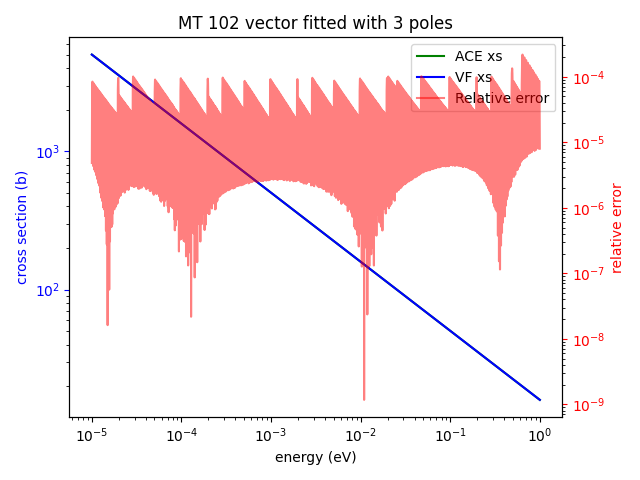 MT 102 vector fitted with 3 poles
ACE xs
VF xs
Relative error
cross section (b)
10³
10²
relative error
10⁻⁴
10⁻⁵
10⁻⁶
10⁻⁷
10⁻⁸
10⁻⁹
10⁻⁵ 10⁻⁴ 10⁻³ 10⁻² 10⁻¹ 10⁰
energy (eV)